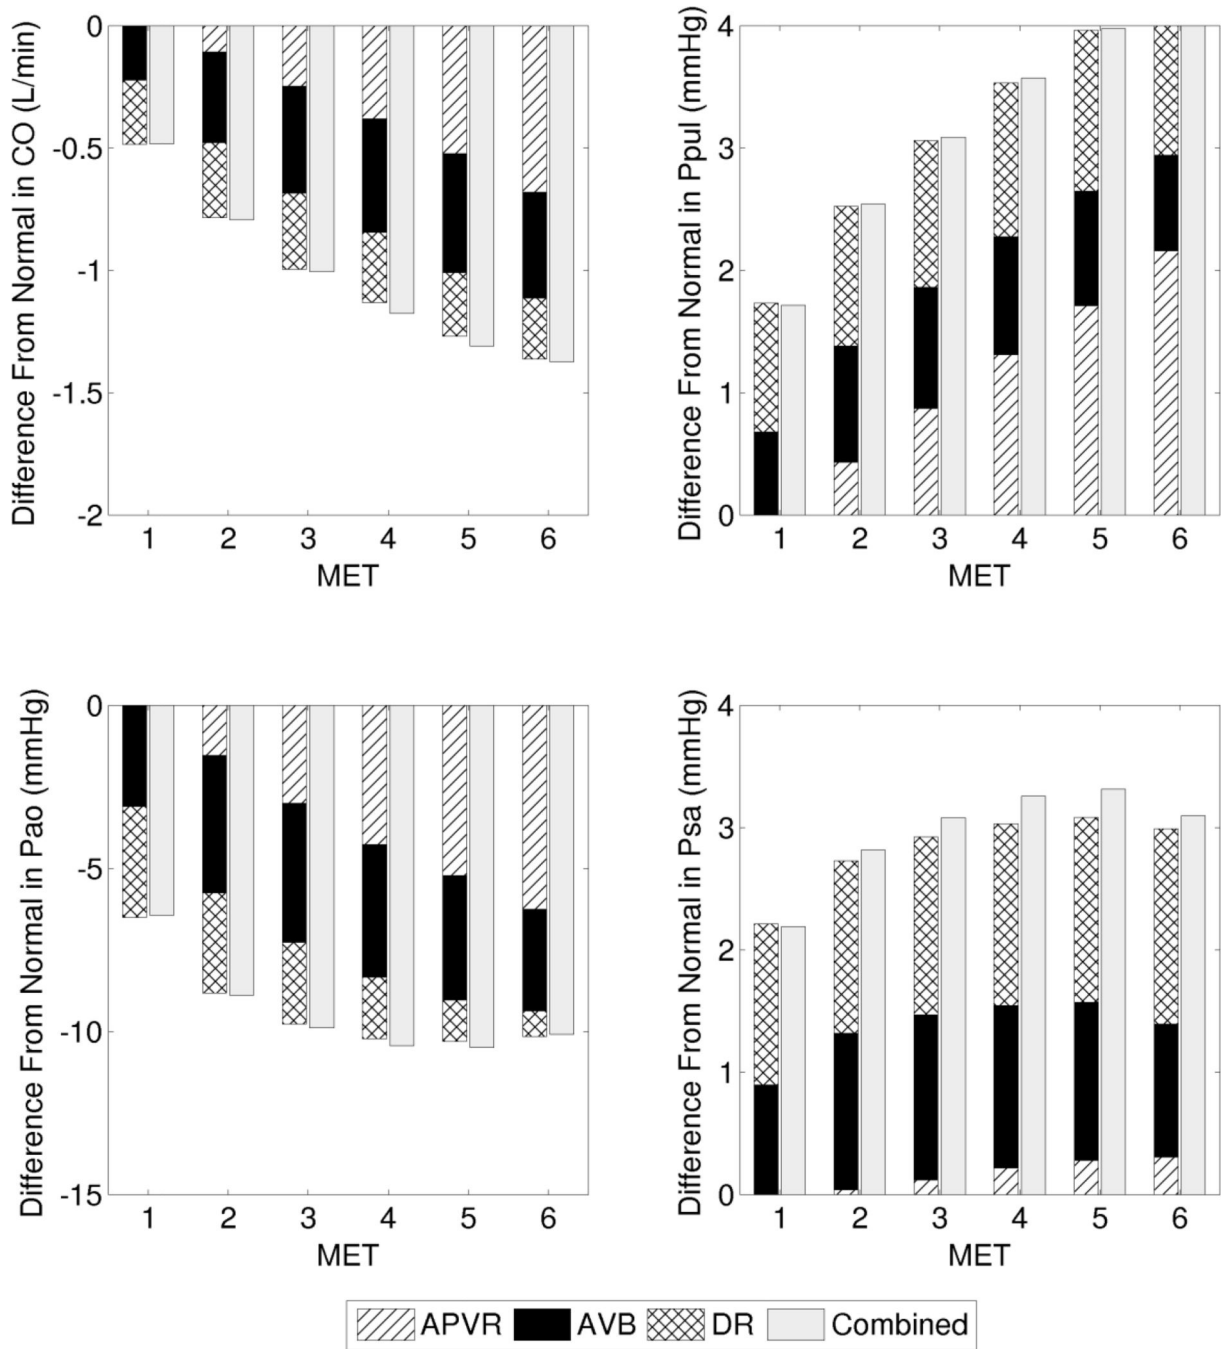 Difference From Normal in CO (L/min)
0
-0.5
-1
-1.5
-2
1 2 3 4 5 6
MET
Difference From Normal in Ppul (mmHg)
4
3
2
1
0
1 2 3 4 5 6
MET
Difference From Normal in Pao (mmHg)
0
-5
-10
-15
1 2 3 4 5 6
MET
Difference From Normal in Psa (mmHg)
4
3
2
1
0
1 2 3 4 5 6
MET
APVR AVB DR Combined